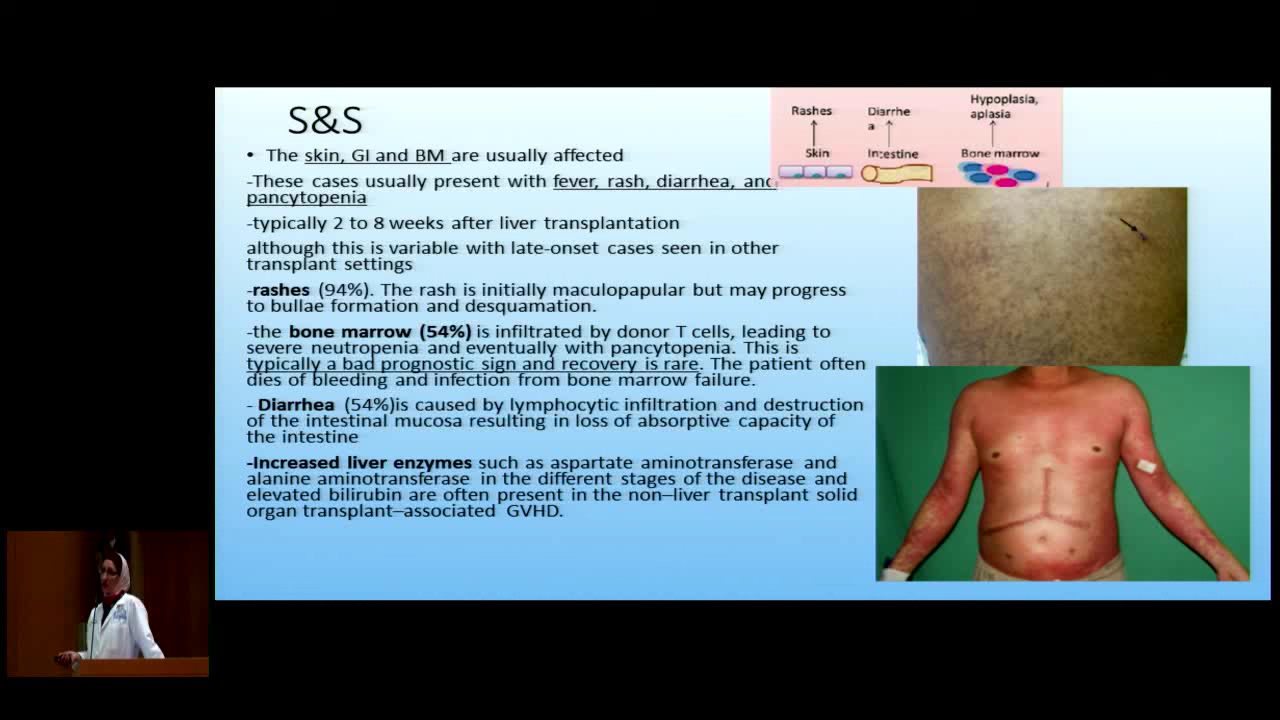 S&S
• The skin, GI and BM are usually affected
-These cases usually present with fever, rash, diarrhea, and
pancytopenia
-typically 2 to 8 weeks after liver transplantation
although this is variable with late-onset cases seen in other
transplant settings
-rashes (94%). The rash is initially maculopapular but may progress
to bullae formation and desquamation.
-the bone marrow (54%) is infiltrated by donor T cells, leading to
severe neutropenia and eventually with pancytopenia. This is
typically a bad prognostic sign and recovery is rare. The patient often
dies of bleeding and infection from bone marrow failure.
- Diarrhea (54%)is caused by lymphocytic infiltration and destruction
of the intestinal mucosa resulting in loss of absorptive capacity of
the intestine
-Increased liver enzymes such as aspartate aminotransferase and
alanine aminotransferase in the different stages of the disease and
elevated bilirubin are often present in the non–liver transplant solid
organ transplant–associated GVHD.
Rashes
Diarrhe
a
Hypoplasia,
aplasia
Skin
Intestine
Bone marrow